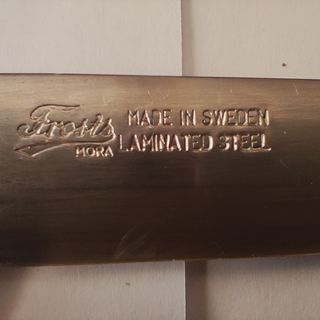 Frosts
MORA
MADE IN SWEDEN
LAMINATED STEEL